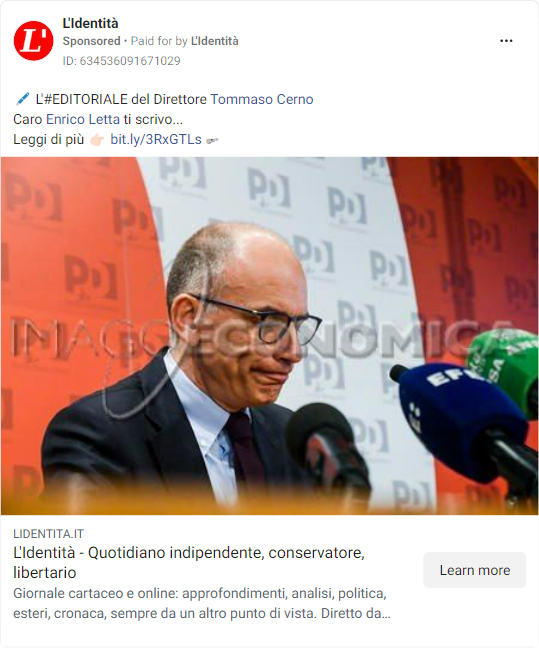 L'Identità
Sponsored • Paid for by L'Identità
ID: 634536091671029
L'#EDITORIALE del Direttore Tommaso Cerno
Caro Enrico Letta ti scrivo...
Leggi di più 👉🏻 bit.ly/3RxGTLs
PD
IMAGOECONOMICA
LIDENTITA.IT
L'Identità - Quotidiano indipendente, conservatore,
libertario
Giornale cartaceo e online: approfondimenti, analisi, politica,
esteri, cronaca, sempre da un altro punto di vista. Diretto da...
Learn more